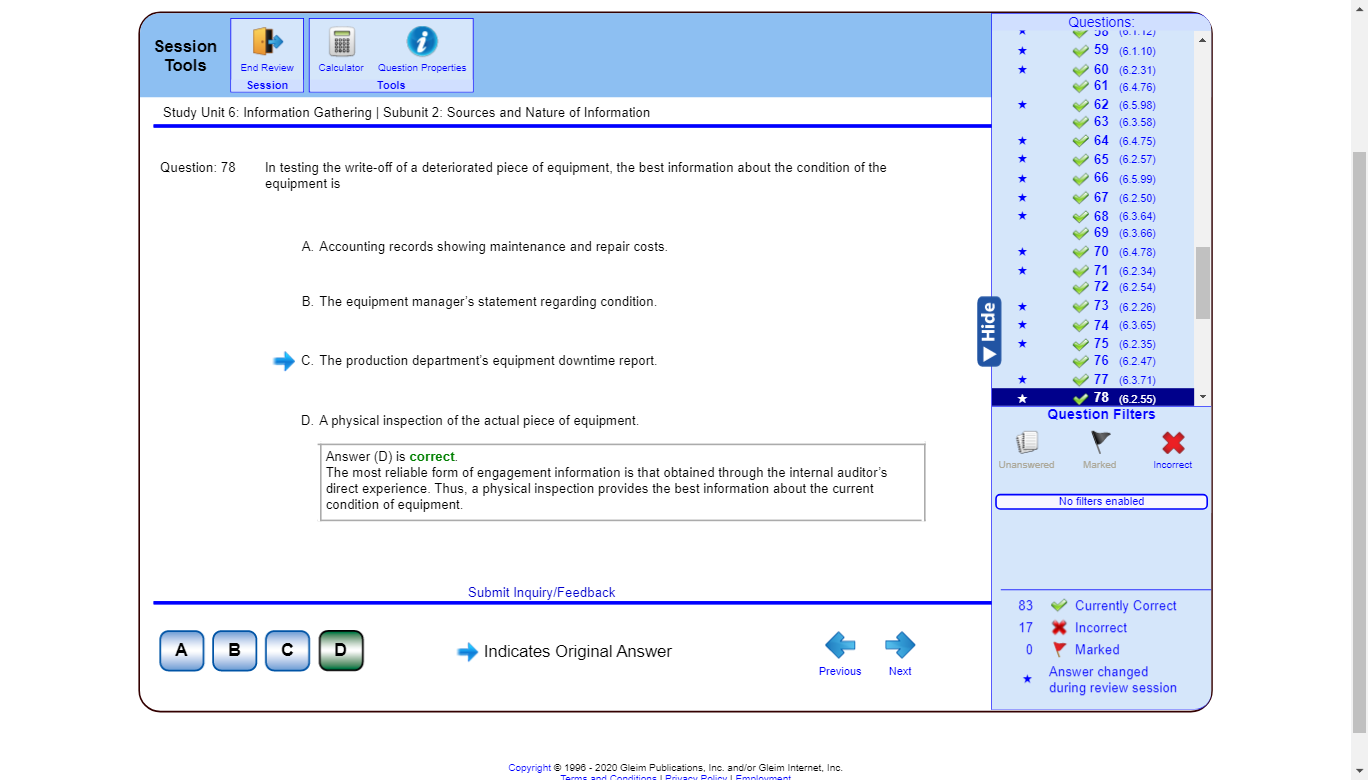 Session
Tools
End Review
Session
Calculator
Question Properties
Tools
Study Unit 6: Information Gathering | Subunit 2: Sources and Nature of Information
Question: 78
In testing the write-off of a deteriorated piece of equipment, the best information about the condition of the
equipment is
A. Accounting records showing maintenance and repair costs.
B. The equipment manager's statement regarding condition.
C. The production department's equipment downtime report.
D. A physical inspection of the actual piece of equipment.
Answer (D) is correct.
The most reliable form of engagement information is that obtained through the internal auditor's
direct experience. Thus, a physical inspection provides the best information about the current
condition of equipment.
Submit Inquiry/Feedback
A B C D
Indicates Original Answer
Previous
Next
Questions:
58 (6.1.12)
59 (6.1.10)
60 (6.2.31)
61 (6.4.76)
62 (6.5.98)
63 (6.3.58)
64 (6.4.75)
65 (6.2.57)
66 (6.5.99)
67 (6.2.50)
68 (6.3.64)
69 (6.3.66)
70 (6.4.78)
71 (6.2.34)
72 (6.2.54)
73 (6.2.26)
74 (6.3.65)
75 (6.2.35)
76 (6.2.47)
77 (6.3.71)
78 (6.2.55)
Hide
Question Filters
Unanswered
Marked
Incorrect
No filters enabled
83 Currently Correct
17 Incorrect
0 Marked
Answer changed
during review session
Copyright © 1996 - 2020 Gleim Publications, Inc. and/or Gleim Internet, Inc.
Terms and Conditions | Privacy Policy | Employment